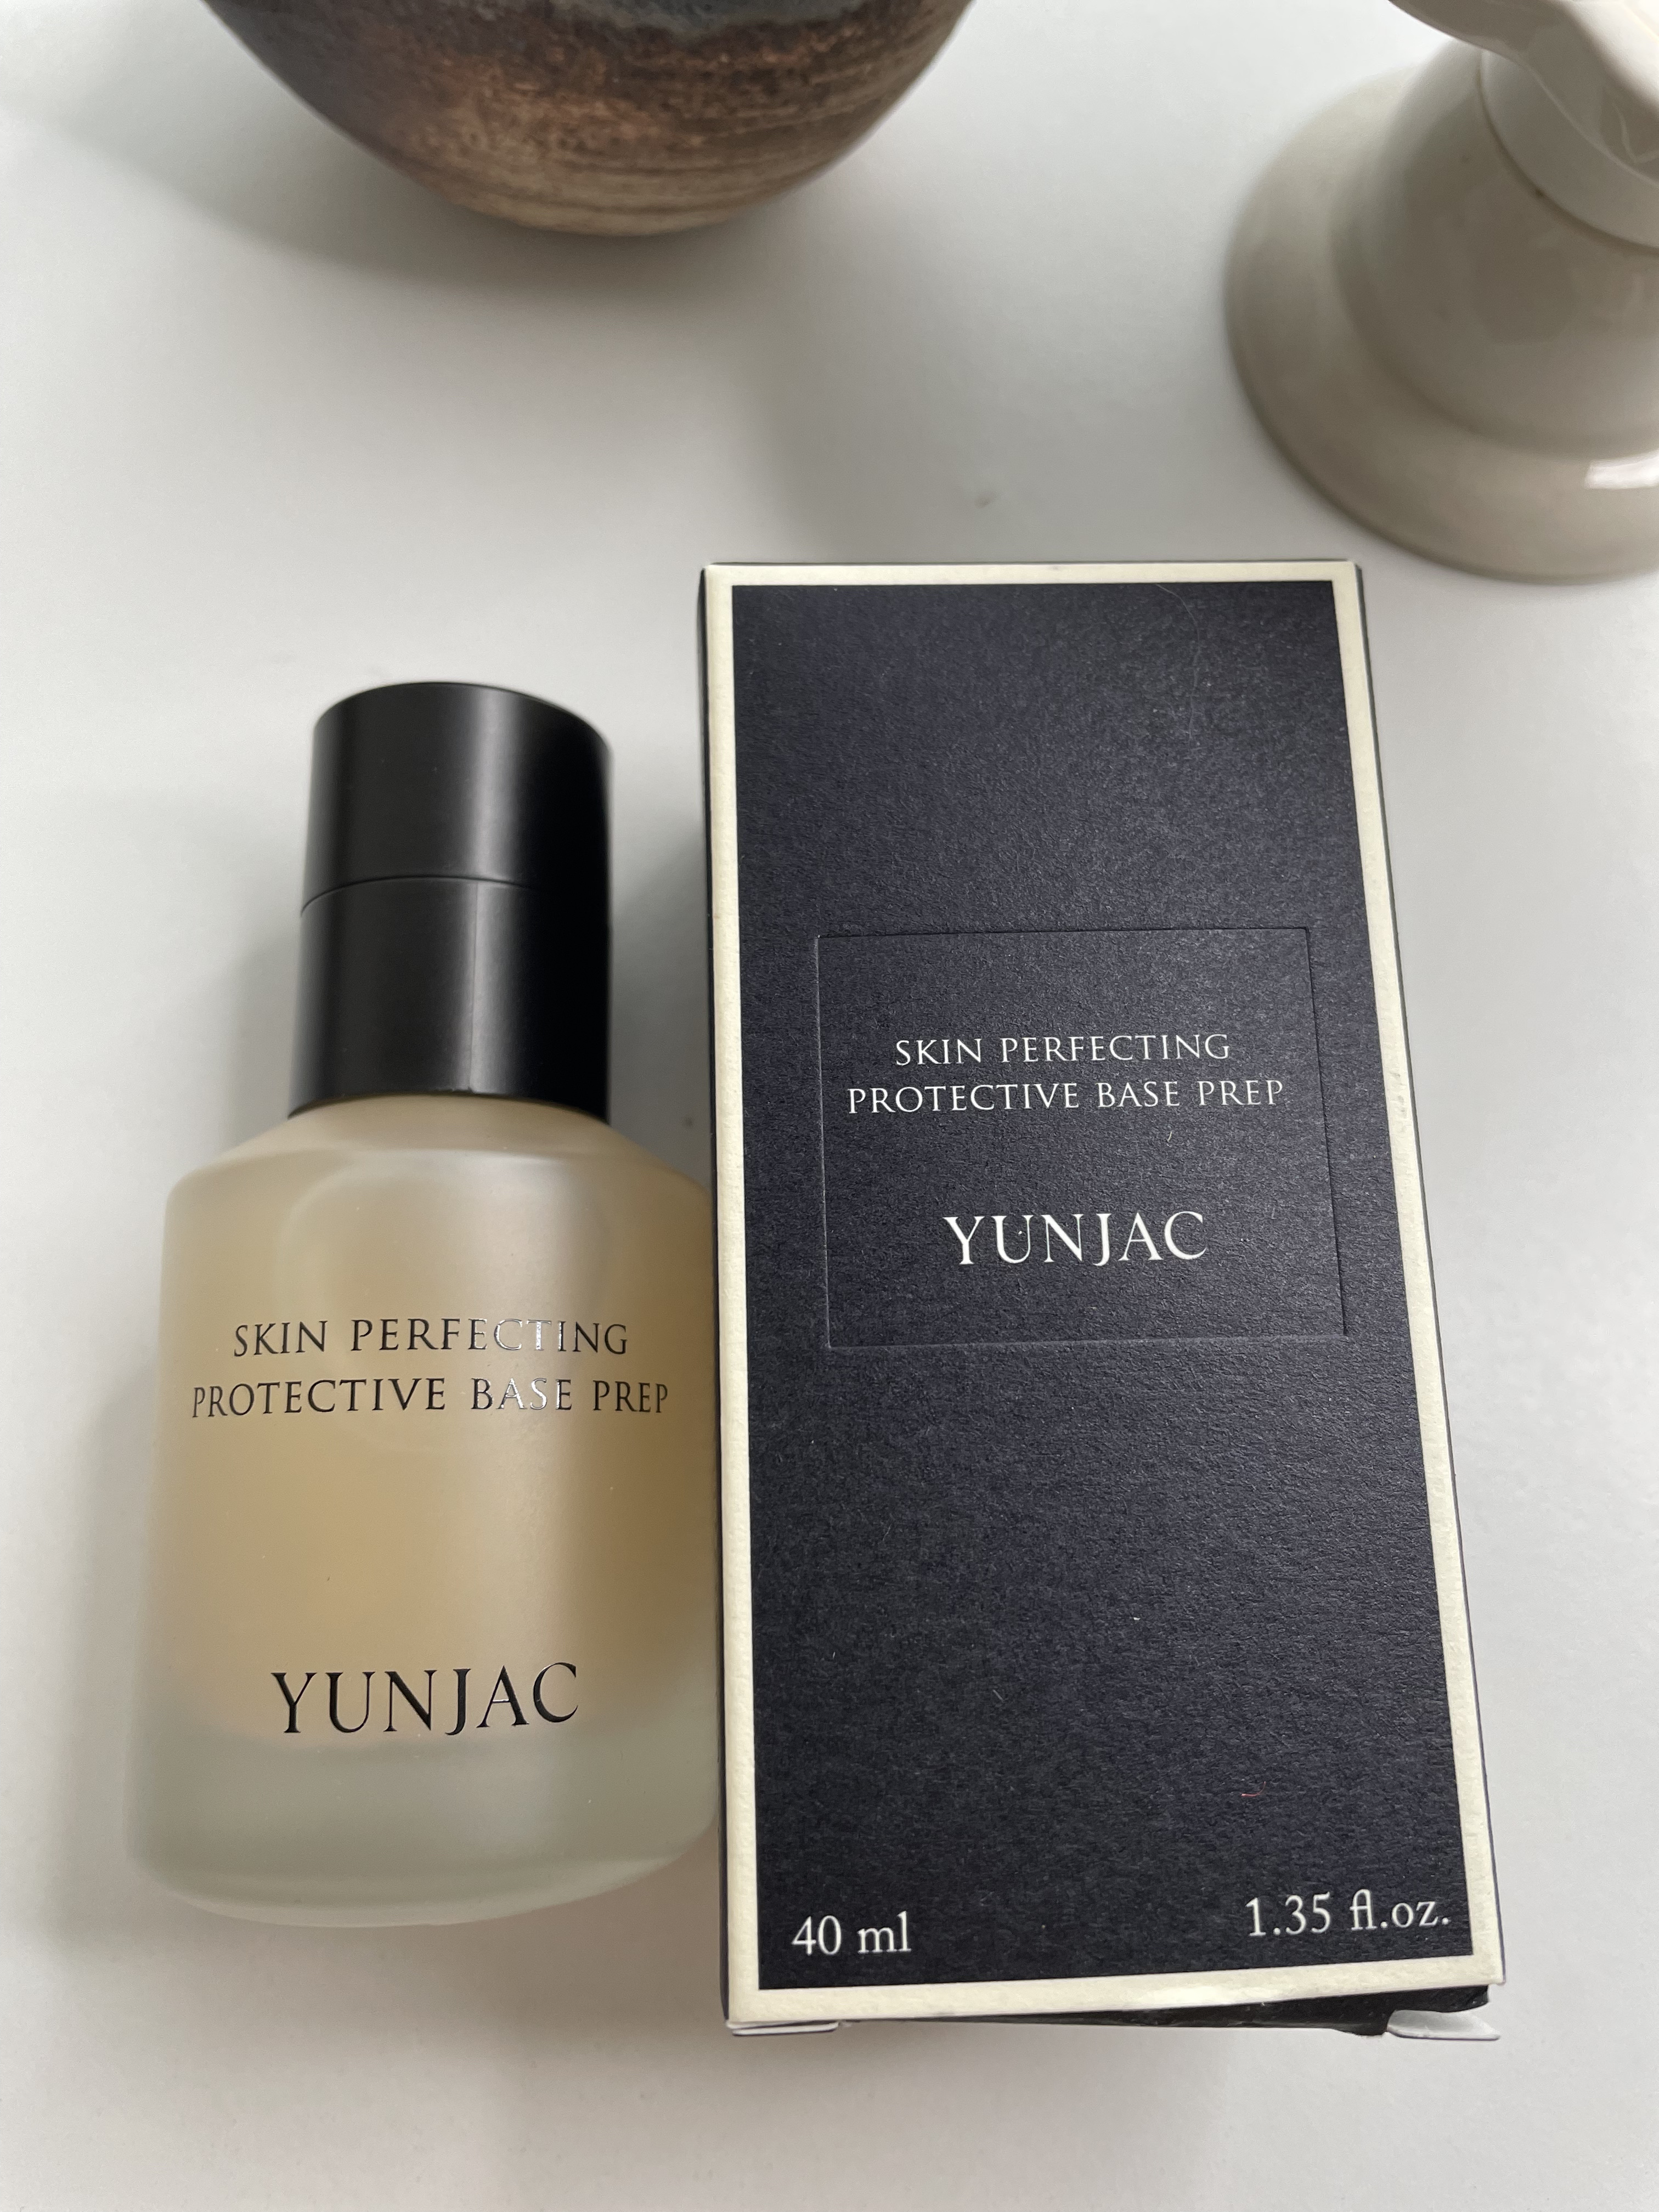 SKIN PERFECTING
PROTECTIVE BASE PREP
YUNJAC
SKIN PERFECTING
PROTECTIVE BASE PREP
YUNJAC
40 ml
1.35 fl.oz.